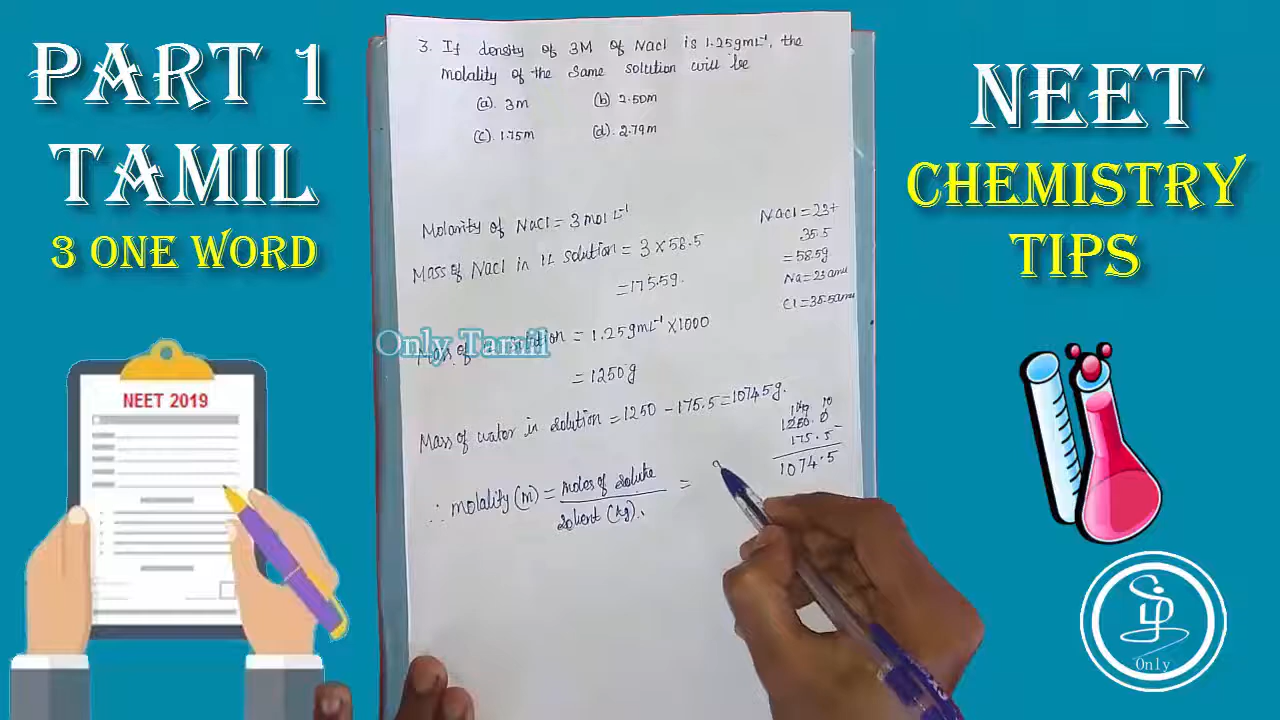 PART 1
TAMIL
3 ONE WORD
NEET 2019
3. If density of 3M of NaCl is 1.25gmL⁻¹, the
molality of the same solution will be
(a). 3m (b) 2.50m
(c). 1.75m (d). 2.79m
Molarity of NaCl = 3 mol L⁻¹
Mass of NaCl in 1L solution = 3 × 58.5
= 175.5g.
NaCl = 23+
35.5
= 58.5g
Na = 23 amu
Cl = 35.5 amu
Mass of 1L solution = 1.25gmL⁻¹ × 1000
= 1250g
Only Tamil
Mass of water in solution = 1250 - 175.5 = 1074.5g.
1250.0
175.5 -
1074.5
∴ molality (m) = moles of solute / solvent (kg). =
NEET
CHEMISTRY
TIPS
Only